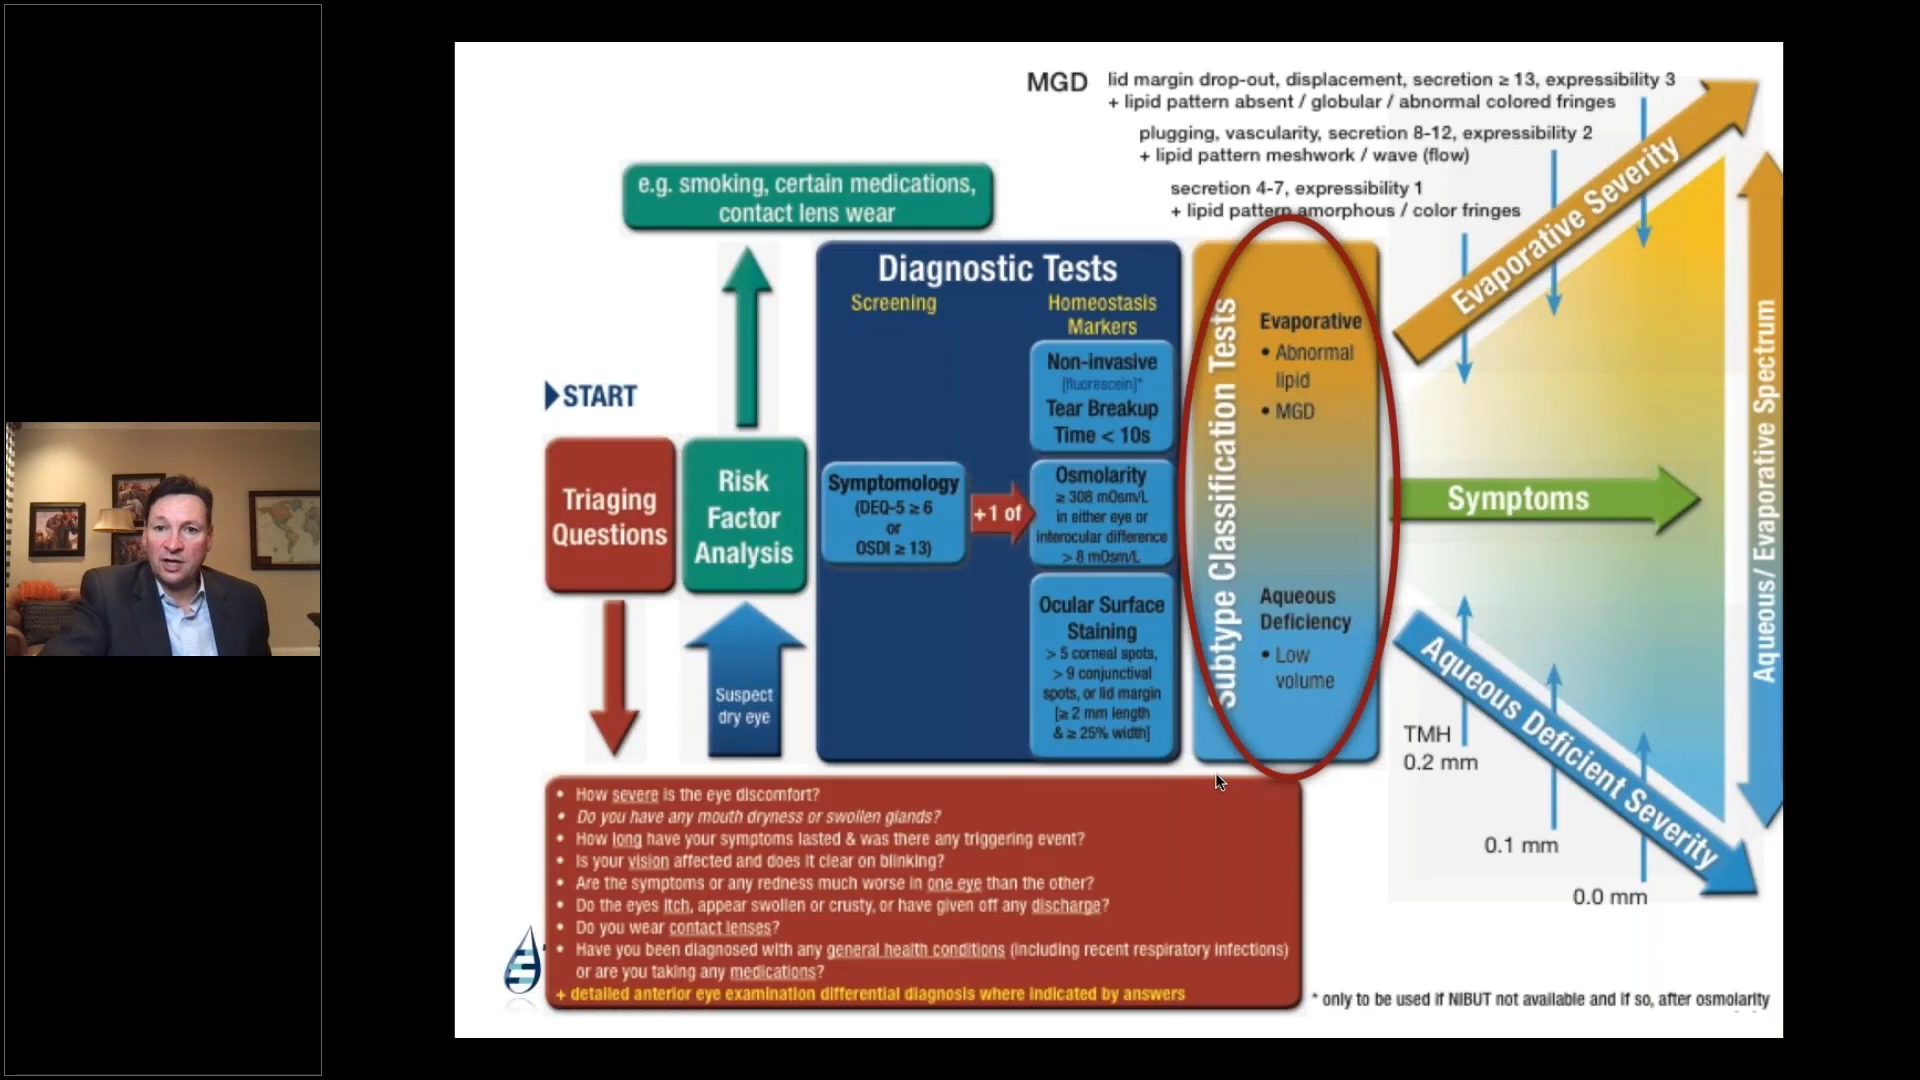 MGD lid margin drop-out, displacement, secretion ≥ 13, expressibility 3
+ lipid pattern absent / globular / abnormal colored fringes
plugging, vascularity, secretion 8-12, expressibility 2
+ lipid pattern meshwork / wave (flow)
secretion 4-7, expressibility 1
+ lipid pattern amorphous / color fringes
e.g. smoking, certain medications,
contact lens wear
START
Triaging
Questions
Risk
Factor
Analysis
Suspect
dry eye
Diagnostic Tests
Screening
Symptomology
(DEQ-5 ≥ 6
or
OSDI ≥ 13)
+1 of
Homeostasis
Markers
Non-invasive
[fluorescein]*
Tear Breakup
Time < 10s
Osmolarity
≥ 308 mOsm/L
in either eye or
interocular difference
> 8 mOsm/L
Ocular Surface
Staining
> 5 corneal spots,
> 9 conjunctival
spots, or lid margin
[≥ 2 mm length
& ≥ 25% width]
Subtype Classification Tests
Evaporative
• Abnormal
lipid
• MGD
Aqueous
Deficiency
• Low
volume
Evaporative Severity
Symptoms
Aqueous Deficient Severity
Aqueous/ Evaporative Spectrum
TMH
0.2 mm
0.1 mm
0.0 mm
• How severe is the eye discomfort?
• Do you have any mouth dryness or swollen glands?
• How long have your symptoms lasted & was there any triggering event?
• Is your vision affected and does it clear on blinking?
• Are the symptoms or any redness much worse in one eye than the other?
• Do the eyes itch, appear swollen or crusty, or have given off any discharge?
• Do you wear contact lenses?
• Have you been diagnosed with any general health conditions (including recent respiratory infections)
or are you taking any medications?
+ detailed anterior eye examination differential diagnosis where indicated by answers
* only to be used if NIBUT not available and if so, after osmolarity